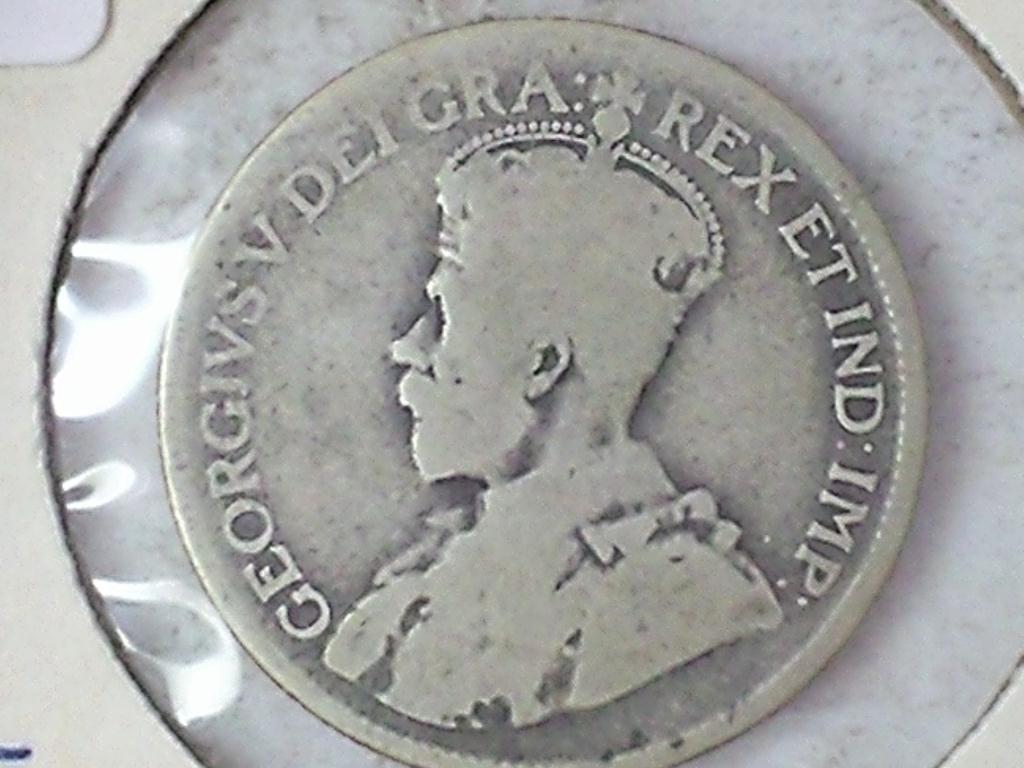 GEORGIVS V DEI GRA: REX ET IND: IMP: